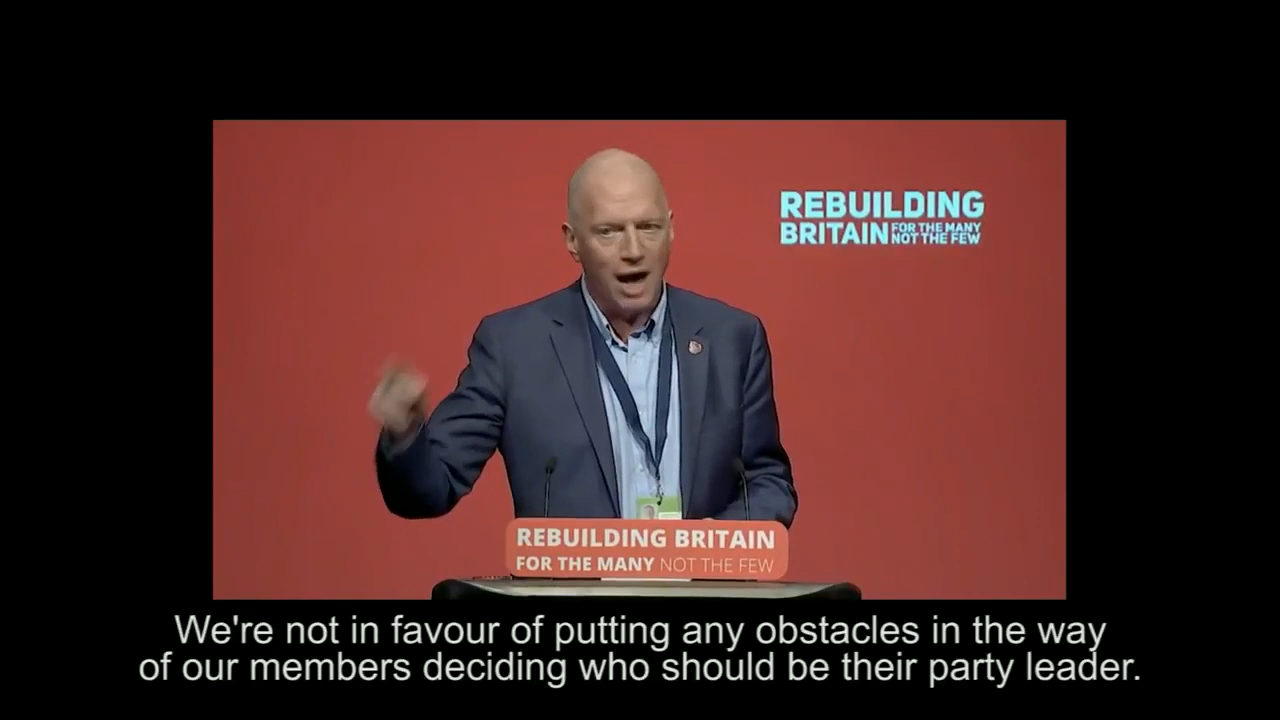 REBUILDING
BRITAIN FOR THE MANY
NOT THE FEW
REBUILDING BRITAIN
FOR THE MANY NOT THE FEW
We're not in favour of putting any obstacles in the way
of our members deciding who should be their party leader.